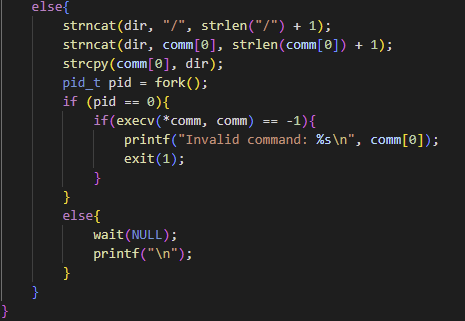 else{
strncat(dir, "/", strlen("/") + 1);
strncat(dir, comm[0], strlen(comm[0]) + 1);
strcpy(comm[0], dir);
pid_t pid = fork();
if (pid == 0){
if(execv(*comm, comm) == -1){
printf("Invalid command: %s\n", comm[0]);
exit(1);
}
}
else{
wait(NULL);
printf("\n");
}
}
}